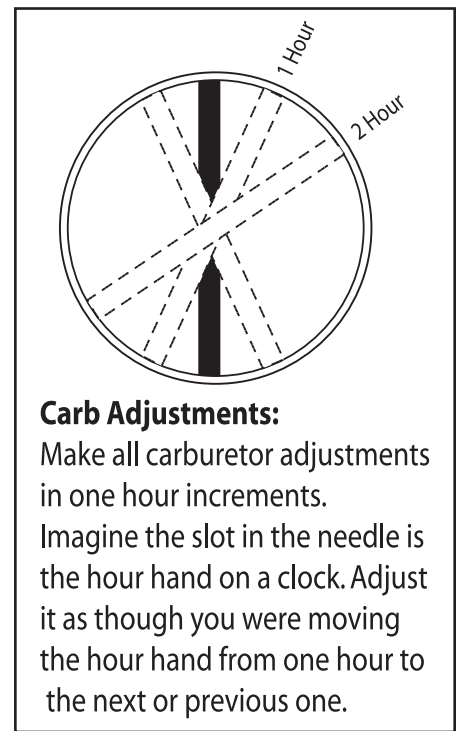 1 Hour
2 Hour
Carb Adjustments:
Make all carburetor adjustments
in one hour increments.
Imagine the slot in the needle is
the hour hand on a clock. Adjust
it as though you were moving
the hour hand from one hour to
the next or previous one.